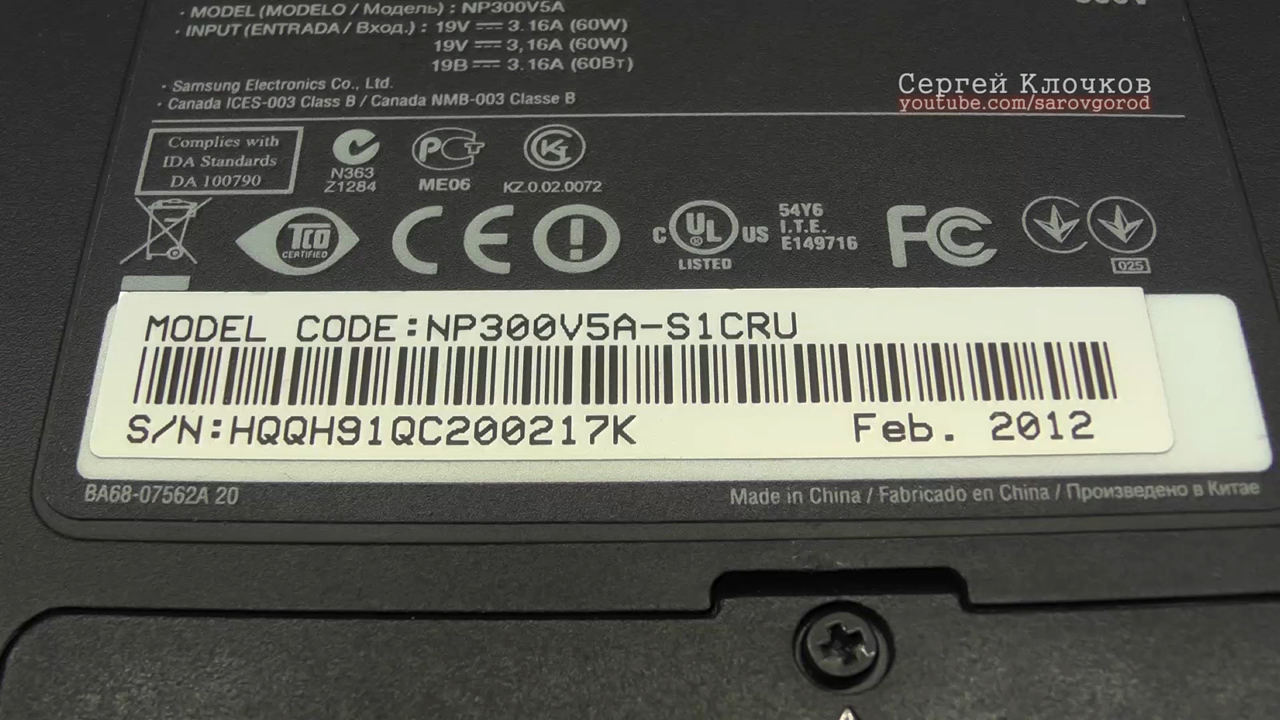 · MODEL (MODELO / Модель) : NP300V5A
· INPUT (ENTRADA / Вход.) : 19V 3.16A (60W)
19V 3,16A (60W)
19В 3.16A (60Вт)
· Samsung Electronics Co., Ltd.
· Canada ICES-003 Class B / Canada NMB-003 Classe B
Сергей Клочков
youtube.com/sarovgorod
Complies with
IDA Standards
DA 100790
N363
Z1284
РСТ
ME06
KZ.0.02.0072
TCO
CERTIFIED
CE
C UL US
®
LISTED
54Y6
I.T.E.
E149716
FC
025
MODEL CODE:NP300V5A-S1CRU
S/N:HQQH91QC200217K
Feb. 2012
BA68-07562A 20
Made in China / Fabricado en China / Произведено в Китае